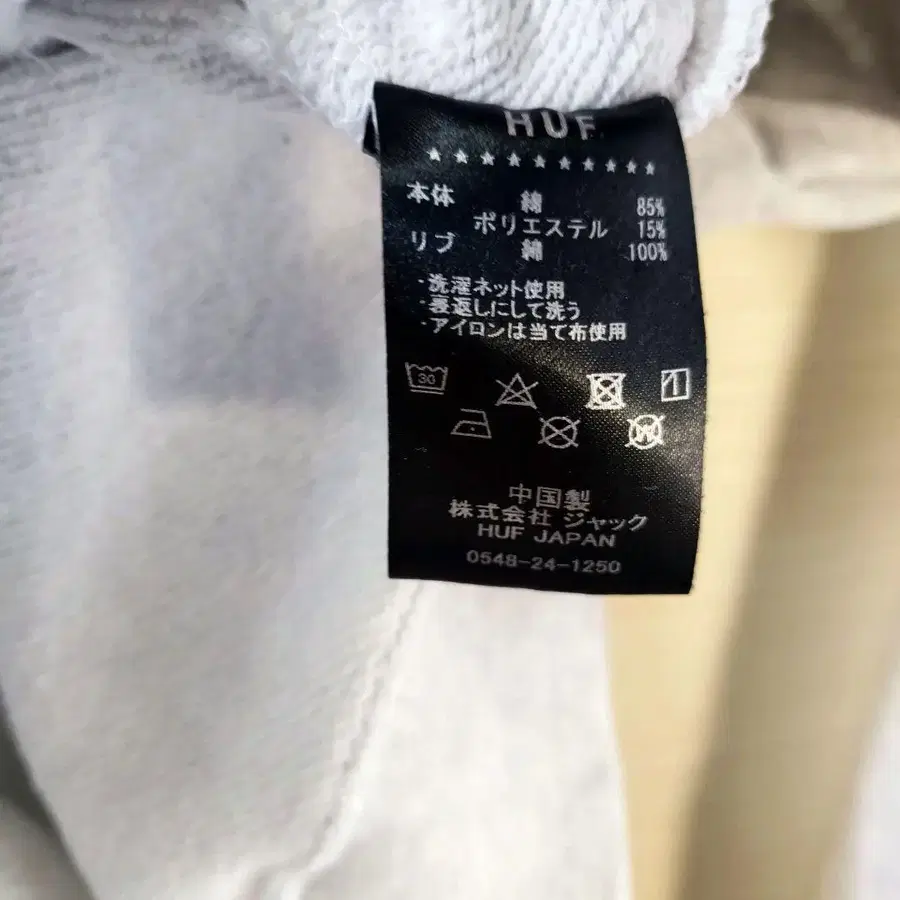 HUF
★★★★★★★★★★
本体 綿 85%
ポリエステル 15%
リブ 綿 100%
・洗濯ネット使用
・裏返しにして洗う
・アイロンは当て布使用
30
W
中国製
株式会社 ジャック
HUF JAPAN
0548-24-1250